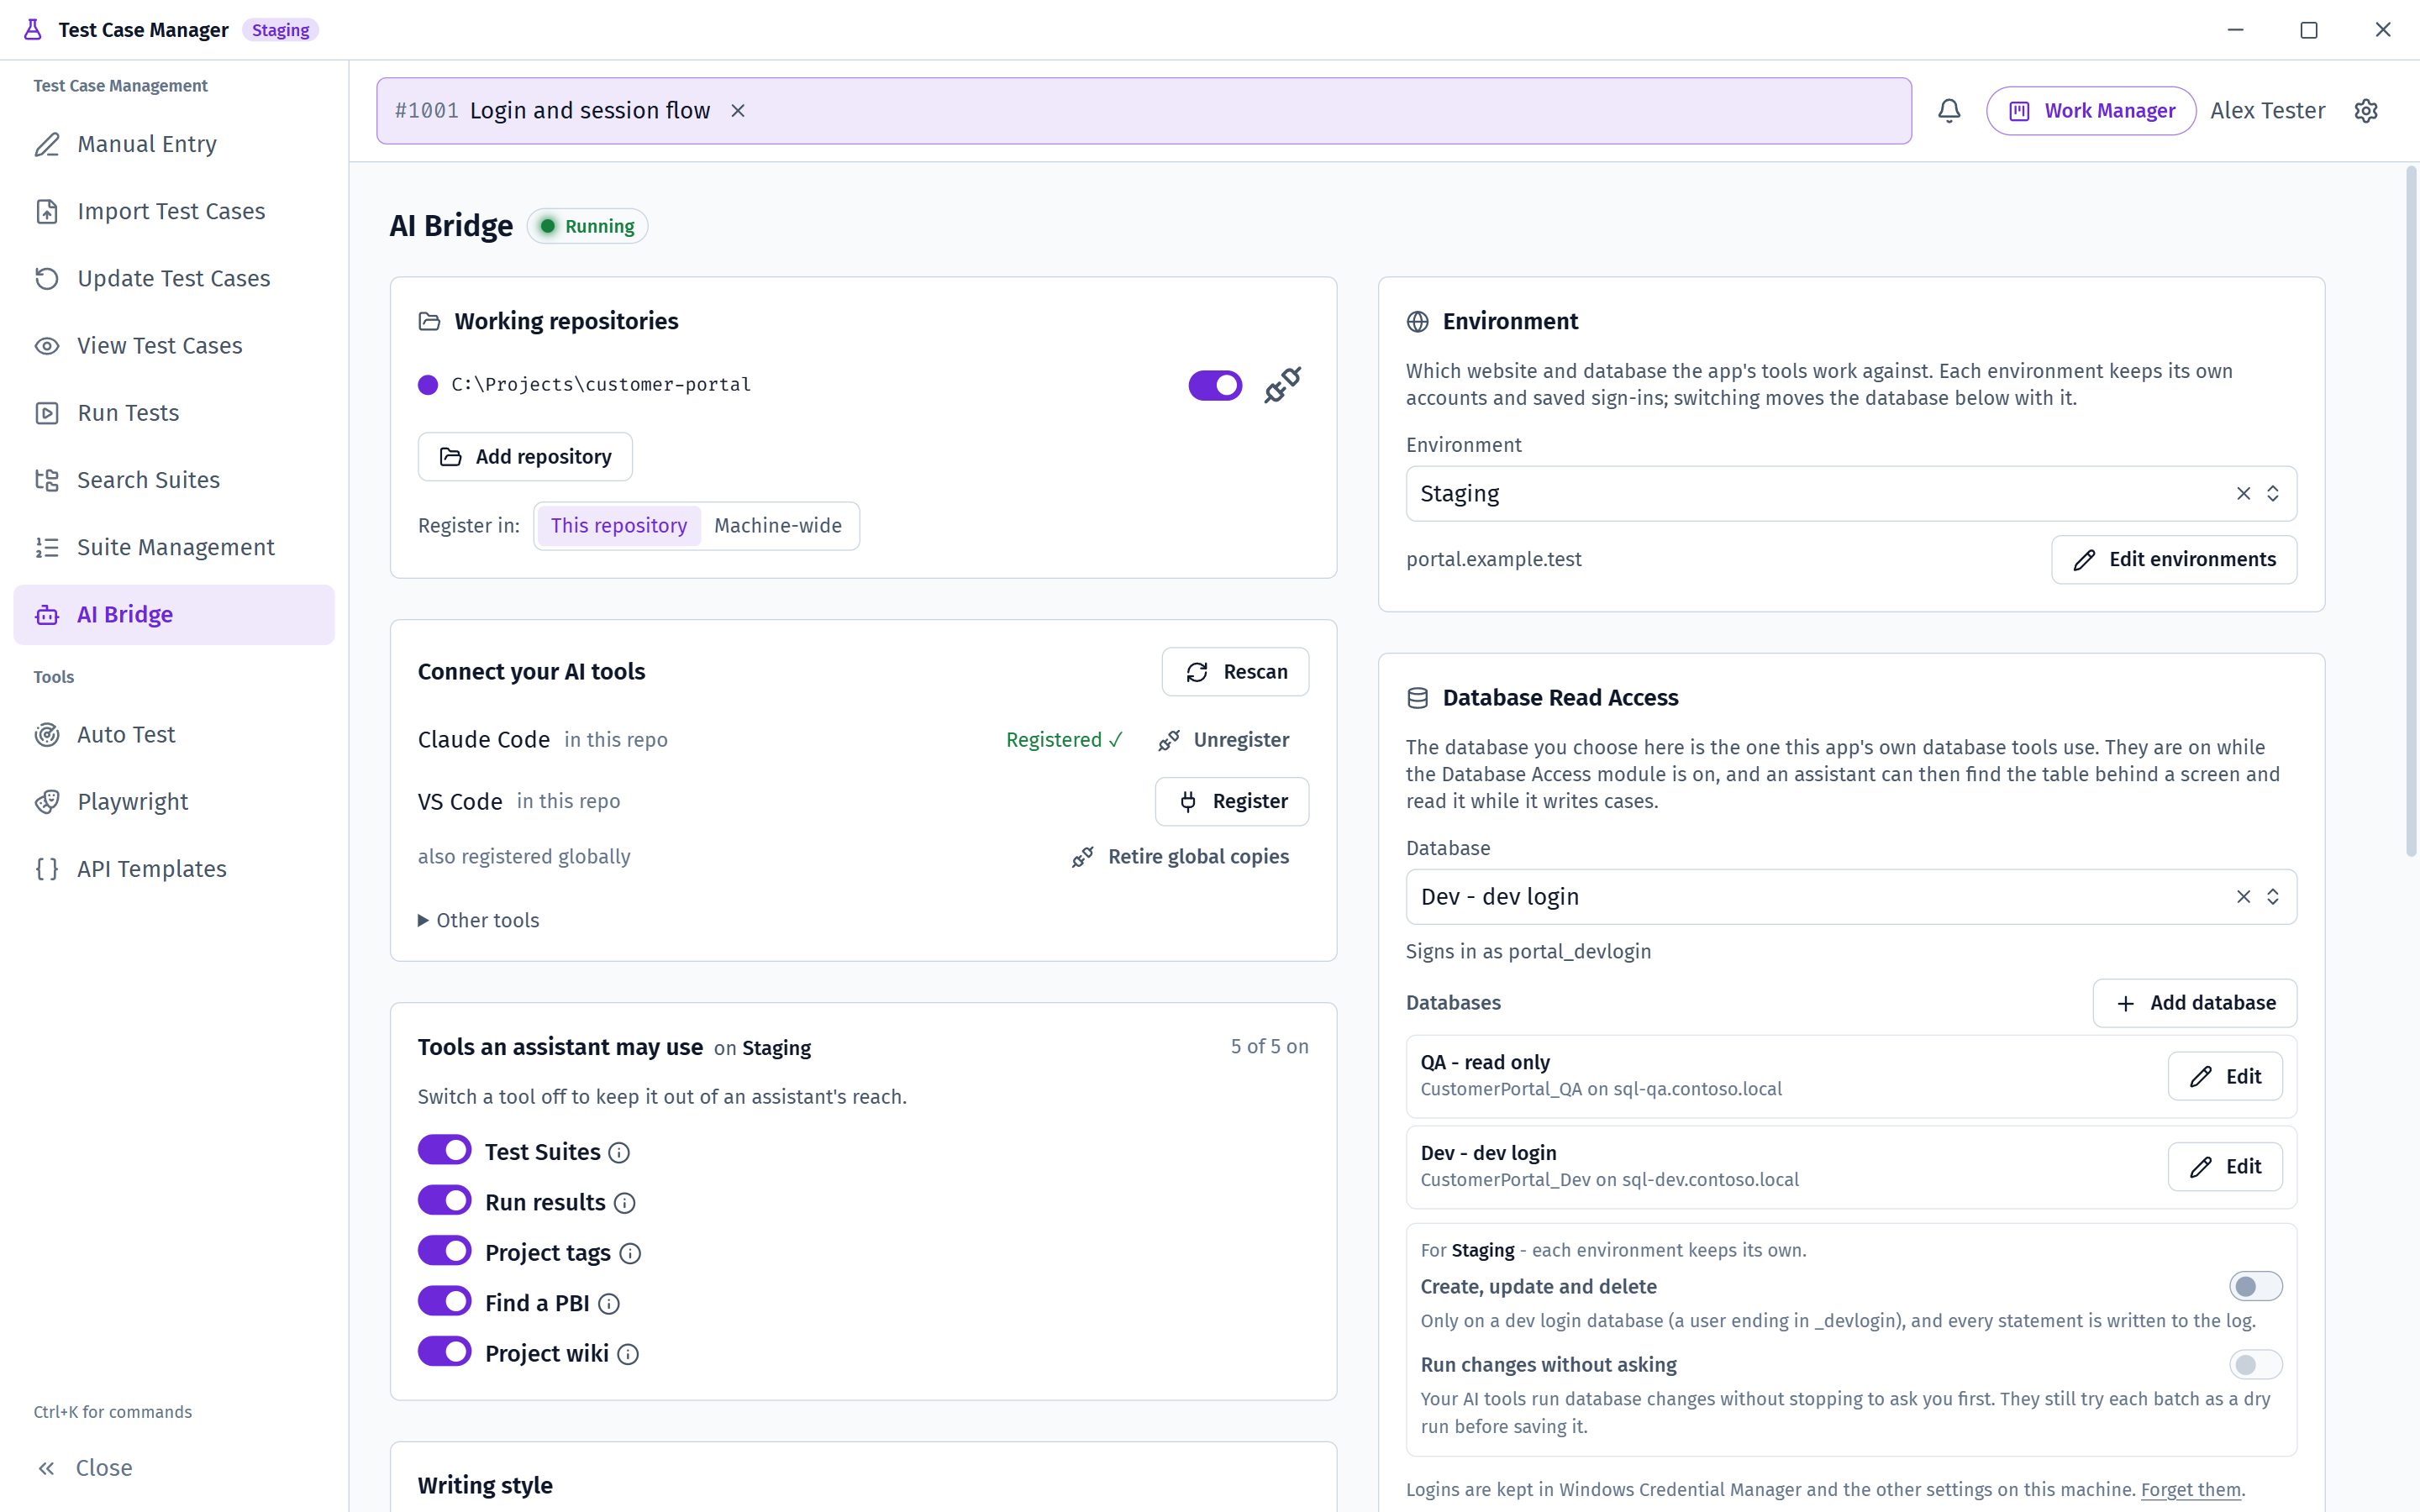 Test Case Manager Staging
Test Case Management
Manual Entry
Import Test Cases
Update Test Cases
View Test Cases
Run Tests
Search Suites
Suite Management
AI Bridge
Tools
Auto Test
Playwright
API Templates
Ctrl+K for commands
Close
#1001 Login and session flow
Work Manager
Alex Tester
AI Bridge Running
Working repositories
C:\Projects\customer-portal
Add repository
Register in: This repository Machine-wide
Connect your AI tools
Rescan
Claude Code in this repo Registered ✓ Unregister
VS Code in this repo Register
also registered globally Retire global copies
Other tools
Tools an assistant may use on Staging 5 of 5 on
Switch a tool off to keep it out of an assistant's reach.
Test Suites
Run results
Project tags
Find a PBI
Project wiki
Writing style
Environment
Which website and database the app's tools work against. Each environment keeps its own
accounts and saved sign-ins; switching moves the database below with it.
Environment
Staging
portal.example.test
Edit environments
Database Read Access
The database you choose here is the one this app's own database tools use. They are on while
the Database Access module is on, and an assistant can then find the table behind a screen and
read it while it writes cases.
Database
Dev - dev login
Signs in as portal_devlogin
Databases
Add database
QA - read only
CustomerPortal_QA on sql-qa.contoso.local
Edit
Dev - dev login
CustomerPortal_Dev on sql-dev.contoso.local
Edit
For Staging - each environment keeps its own.
Create, update and delete
Only on a dev login database (a user ending in _devlogin), and every statement is written to the log.
Run changes without asking
Your AI tools run database changes without stopping to ask you first. They still try each batch as a dry
run before saving it.
Logins are kept in Windows Credential Manager and the other settings on this machine. Forget them.